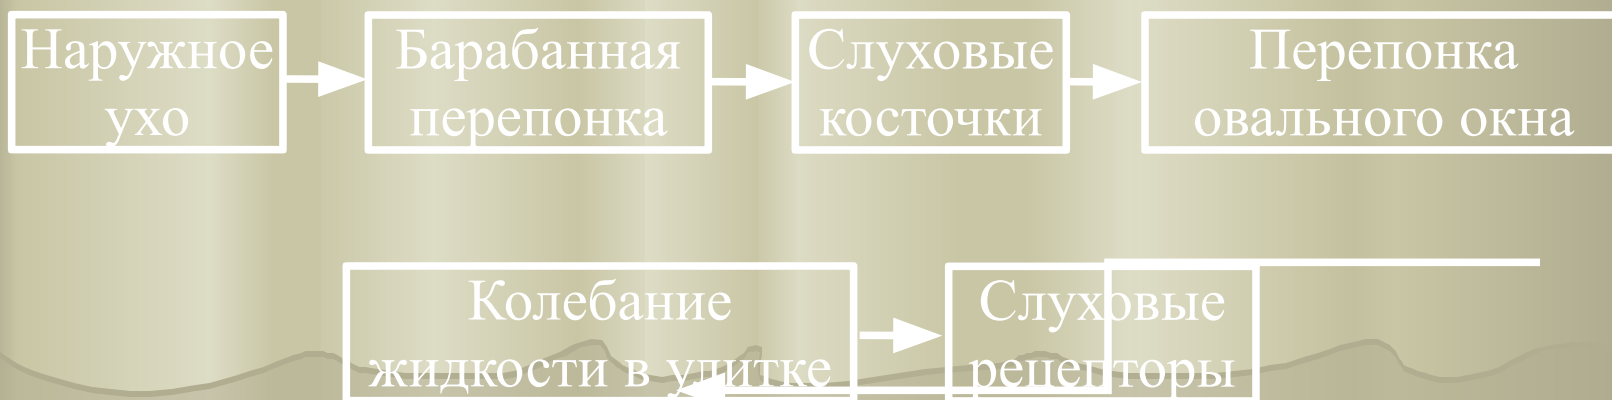 Наружное
ухо
Барабанная
перепонка
Слуховые
косточки
Перепонка
овального окна
Колебание
жидкости в улитке
Слуховые
рецепторы